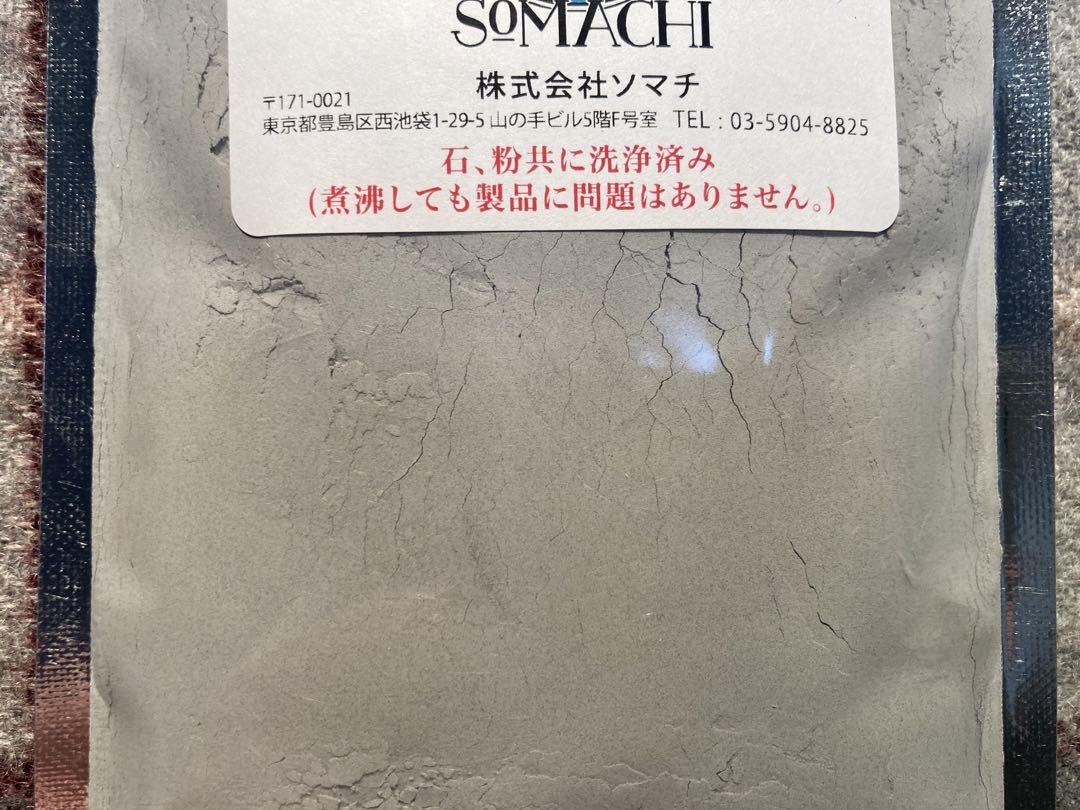 SoMACHI
株式会社ソマチ
〒171-0021
東京都豊島区西池袋1-29-5 山の手ビル5階F号室 TEL : 03-5904-8825
石、粉共に洗浄済み
(煮沸しても製品に問題はありません。)